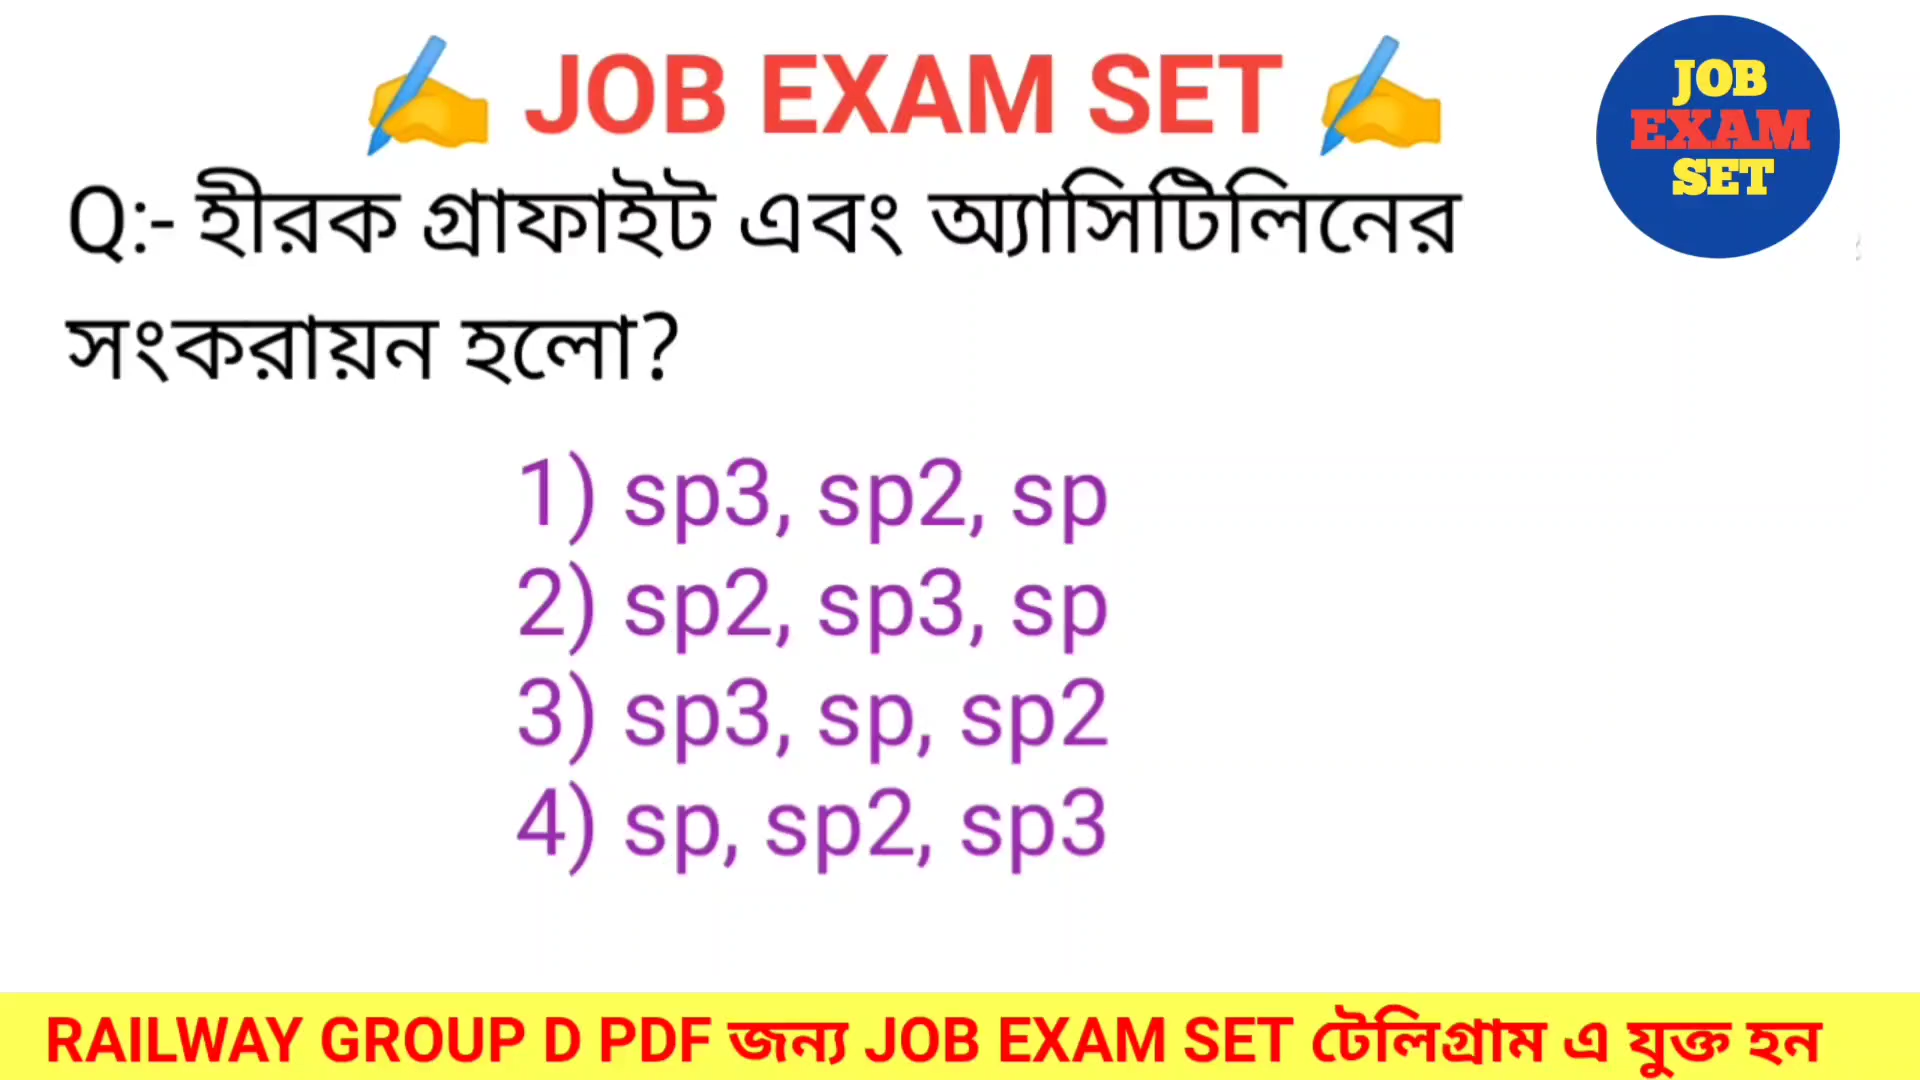 ✍ JOB EXAM SET ✍
JOB
EXAM
SET
Q:- হীরক গ্রাফাইট এবং অ্যাসিটিলিনের
সংকরায়ন হলো?
1) sp3, sp2, sp
2) sp2, sp3, sp
3) sp3, sp, sp2
4) sp, sp2, sp3
RAILWAY GROUP D PDF জন্য JOB EXAM SET টেলিগ্রাম এ যুক্ত হন